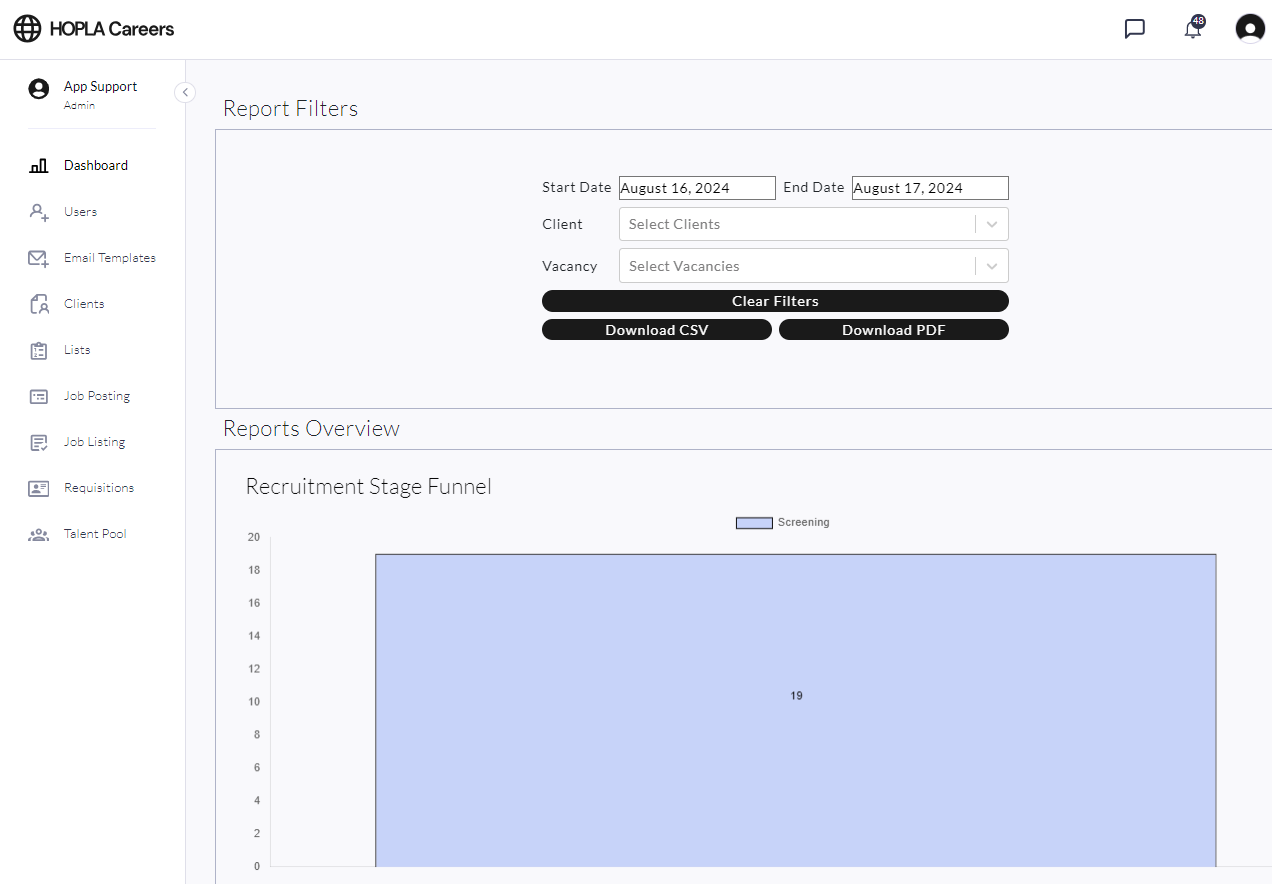 HOPLA Careers
48
App Support
Admin
Dashboard
Users
Email Templates
Clients
Lists
Job Posting
Job Listing
Requisitions
Talent Pool
Report Filters
Start Date August 16, 2024 End Date August 17, 2024
Client Select Clients
Vacancy Select Vacancies
Clear Filters
Download CSV Download PDF
Reports Overview
Recruitment Stage Funnel
Screening
20
18
16
14
12
10
8
6
4
2
0
19